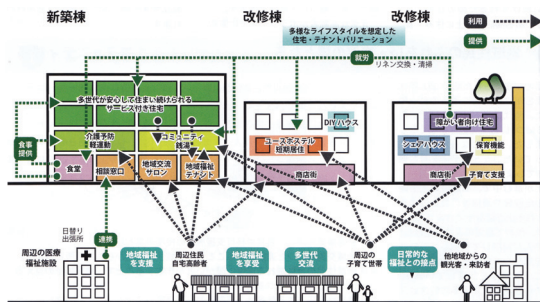 新築棟
改修棟
改修棟
多様なライフスタイルを想定した
住宅・テナントバリエーション
利用
提供
就労
リネン交換・清掃
多世代が安心して住まい続けられる
サービス付き住宅
介護予防
軽運動
コミュニティ
銭湯
食事
提供
食堂
相談窓口
地域交流
サロン
地域福祉
テナント
DIYハウス
ユースホステル
短期居住
商店街
障がい者向け住宅
シェアハウス
保育機能
商店街
子育て支援
日替り
出張所
連携
周辺の医療
福祉施設
地域福祉
を支援
周辺住民
自宅高齢者
地域福祉
を享受
多世代
交流
周辺の
子育て世帯
日常的な
福祉との接点
他地域からの
観光客・来訪者